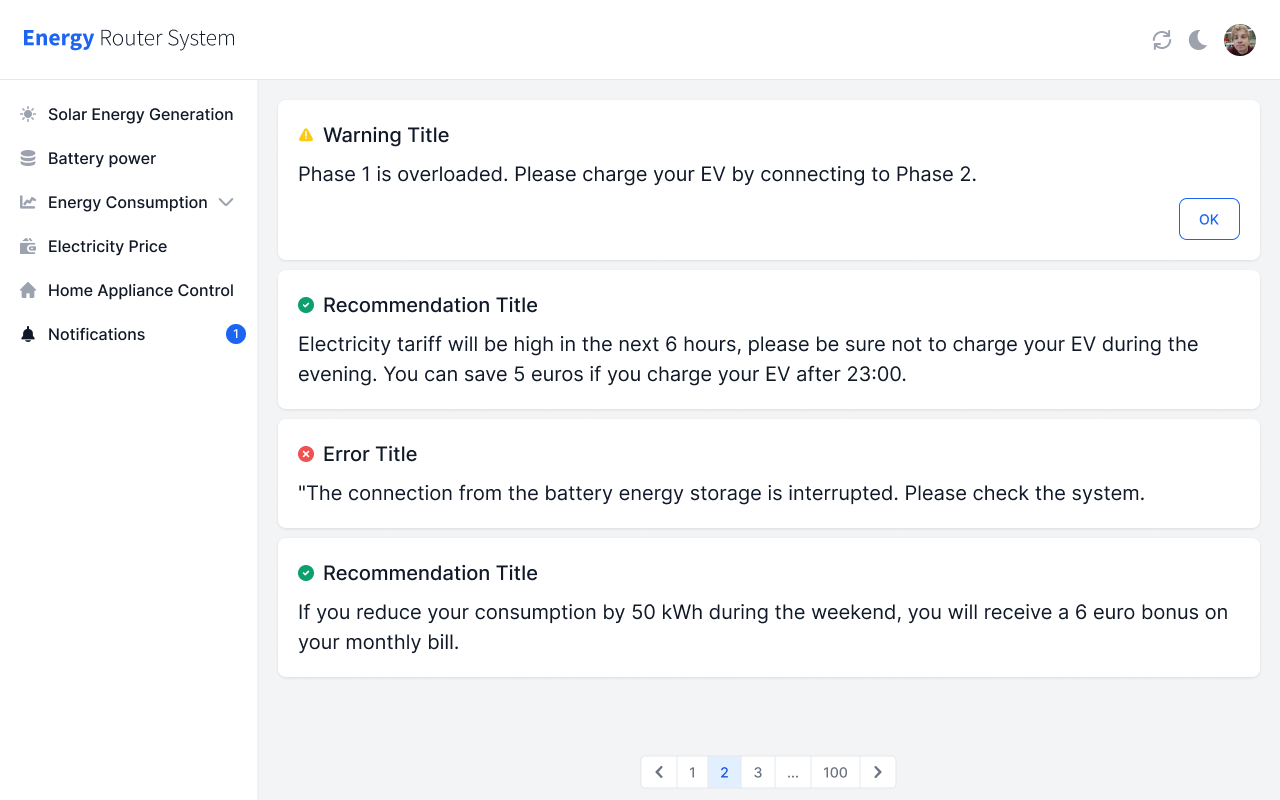 Energy Router System
Solar Energy Generation
Battery power
Energy Consumption
Electricity Price
Home Appliance Control
Notifications 1
Warning Title
Phase 1 is overloaded. Please charge your EV by connecting to Phase 2.
OK
Recommendation Title
Electricity tariff will be high in the next 6 hours, please be sure not to charge your EV during the
evening. You can save 5 euros if you charge your EV after 23:00.
Error Title
"The connection from the battery energy storage is interrupted. Please check the system.
Recommendation Title
If you reduce your consumption by 50 kWh during the weekend, you will receive a 6 euro bonus on
your monthly bill.
1 2 3 ... 100